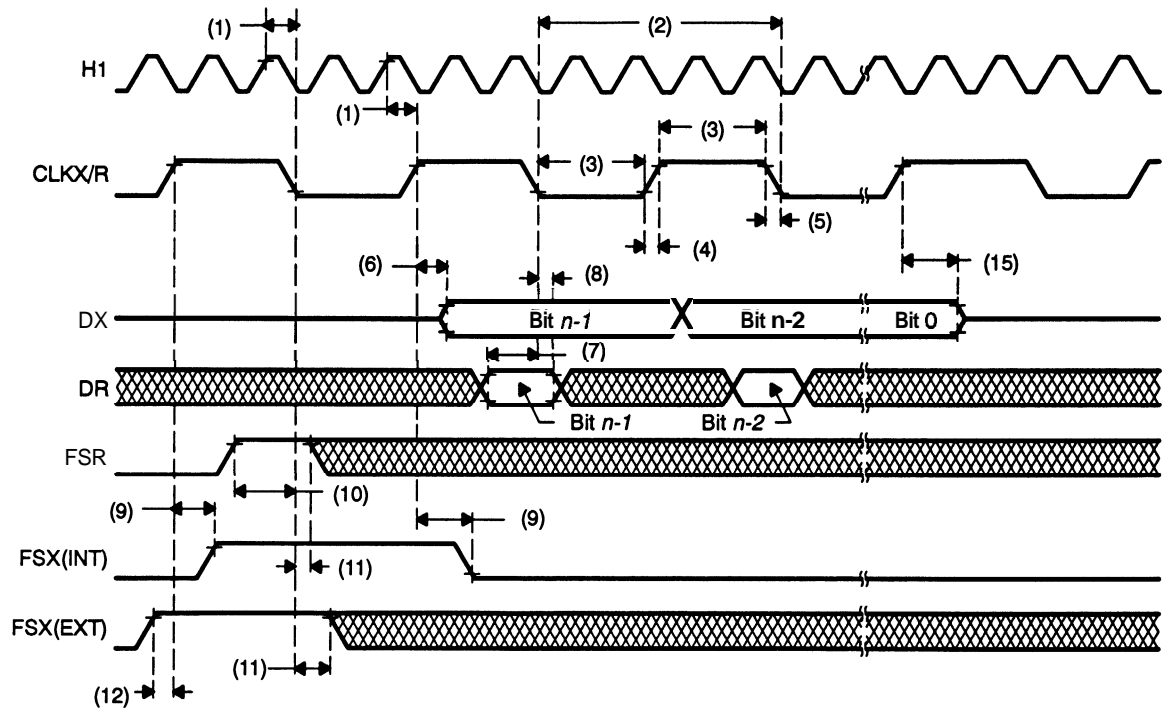 (1)
(2)
H1
(1)
(3)
(3)
CLKX/R
(5)
(4)
(6)
(8)
(15)
DX
Bit n-1
Bit n-2
Bit 0
(7)
DR
Bit n-1
Bit n-2
FSR
(10)
(9)
(9)
FSX(INT)
(11)
FSX(EXT)
(11)
(12)